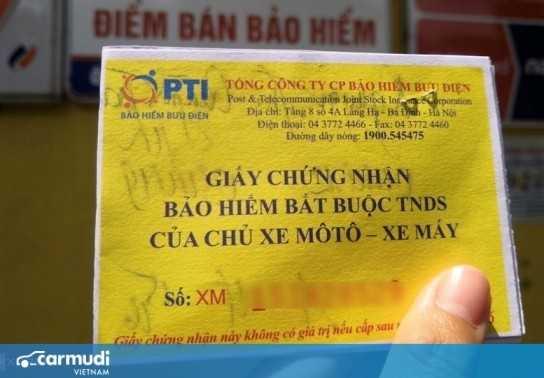 ĐIỂM BÁN BẢO HIỂM
PTI
BẢO HIỂM BƯU ĐIỆN
TỔNG CÔNG TY CP BẢO HIỂM BƯU ĐIỆN
Post & Telecommunication Joint Stock Insurance Corporation
Địa chỉ: Tầng 8 số 4A Láng Hạ - Ba Đình - Hà Nội
Điện thoại: 04 3772 4466 - Fax: 04 3772 4460
Đường dây nóng: 1900.545475
GIẤY CHỨNG NHẬN
BẢO HIỂM BẮT BUỘC TNDS
CỦA CHỦ XE MÔTÔ – XE MÁY
Số: XM
Giấy chứng nhận này không có giá trị nếu cấp sau
carmudi
VIETNAM